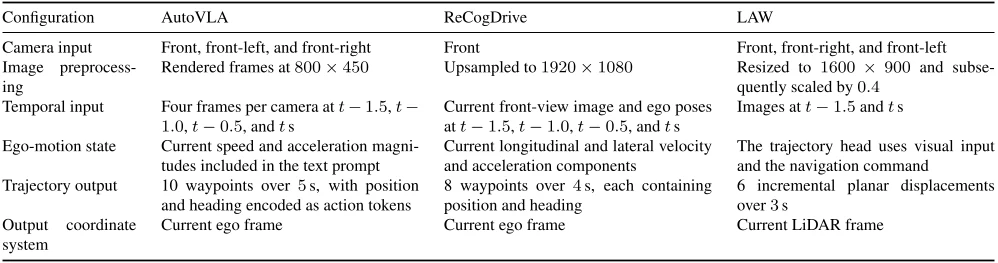 Configuration AutoVLA ReCogDrive LAW
Camera input Front, front-left, and front-right Front Front, front-right, and front-left
Image preprocess- Rendered frames at 800 × 450 Upsampled to 1920 × 1080 Resized to 1600 × 900 and subse-
ing quently scaled by 0.4
Temporal input Four frames per camera at t − 1.5, t − Current front-view image and ego poses Images at t − 1.5 and t s
1.0, t − 0.5, and t s at t − 1.5, t − 1.0, t − 0.5, and t s
Ego-motion state Current speed and acceleration magni- Current longitudinal and lateral velocity The trajectory head uses visual input
tudes included in the text prompt and acceleration components and the navigation command
Trajectory output 10 waypoints over 5 s, with position 8 waypoints over 4 s, each containing 6 incremental planar displacements
and heading encoded as action tokens position and heading over 3 s
Output coordinate Current ego frame Current ego frame Current LiDAR frame
system